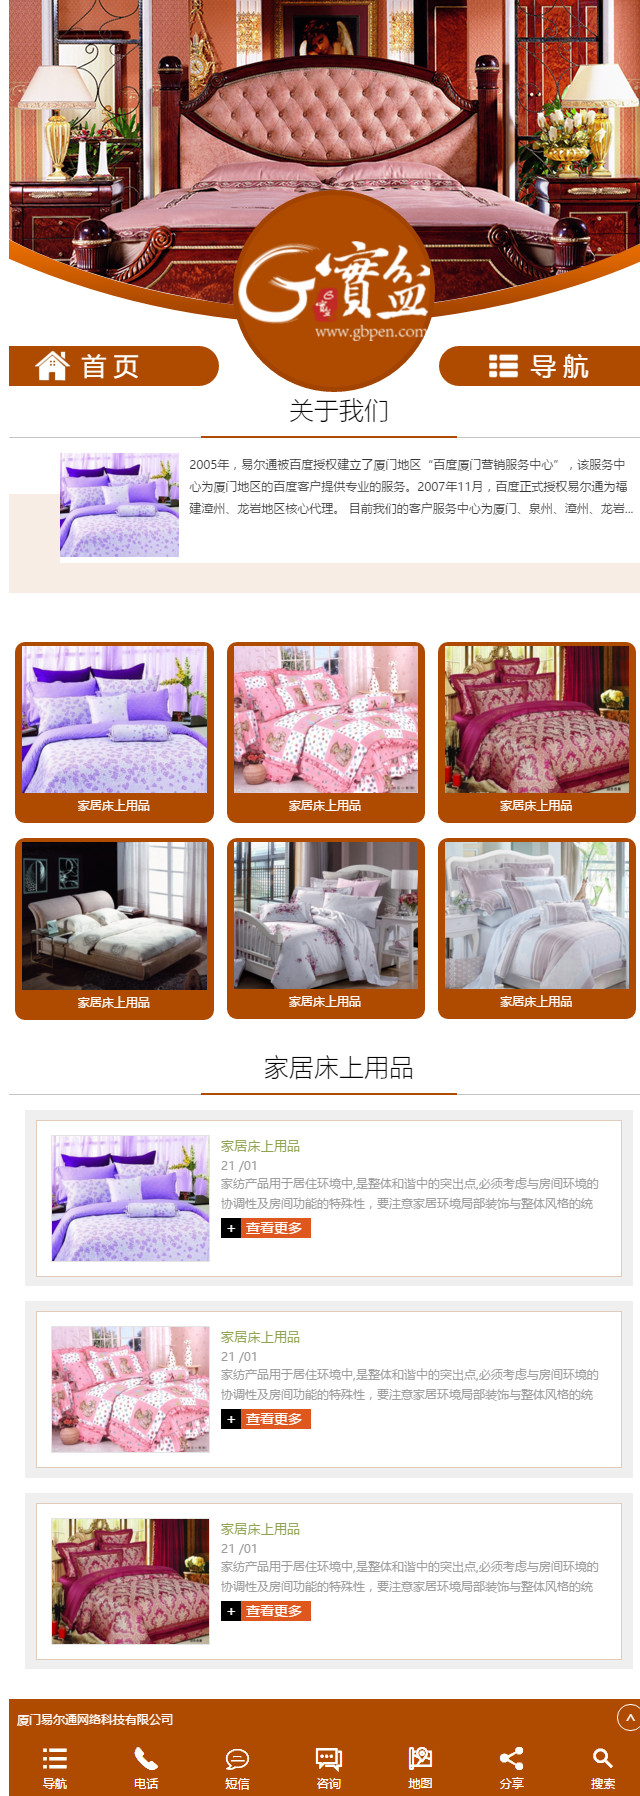 G寶盆
www.gbpen.com
首页
导航
关于我们
2005年，易尔通被百度授权建立了厦门地区“百度厦门营销服务中心”，该服务中
心为厦门地区的百度客户提供专业的服务。2007年11月，百度正式授权易尔通为福
建漳州、龙岩地区核心代理。 目前我们的客户服务中心为厦门、泉州、漳州、龙岩...
家居床上用品
家居床上用品
家居床上用品
家居床上用品
家居床上用品
家居床上用品
家居床上用品
家居床上用品
21 /01
家纺产品用于居住环境中,是整体和谐中的突出点,必须考虑与房间环境的
协调性及房间功能的特殊性，要注意家居环境局部装饰与整体风格的统
+ 查看更多
家居床上用品
21 /01
家纺产品用于居住环境中,是整体和谐中的突出点,必须考虑与房间环境的
协调性及房间功能的特殊性，要注意家居环境局部装饰与整体风格的统
+ 查看更多
家居床上用品
21 /01
家纺产品用于居住环境中,是整体和谐中的突出点,必须考虑与房间环境的
协调性及房间功能的特殊性，要注意家居环境局部装饰与整体风格的统
+ 查看更多
厦门易尔通网络科技有限公司
导航
电话
短信
咨询
地图
分享
搜索